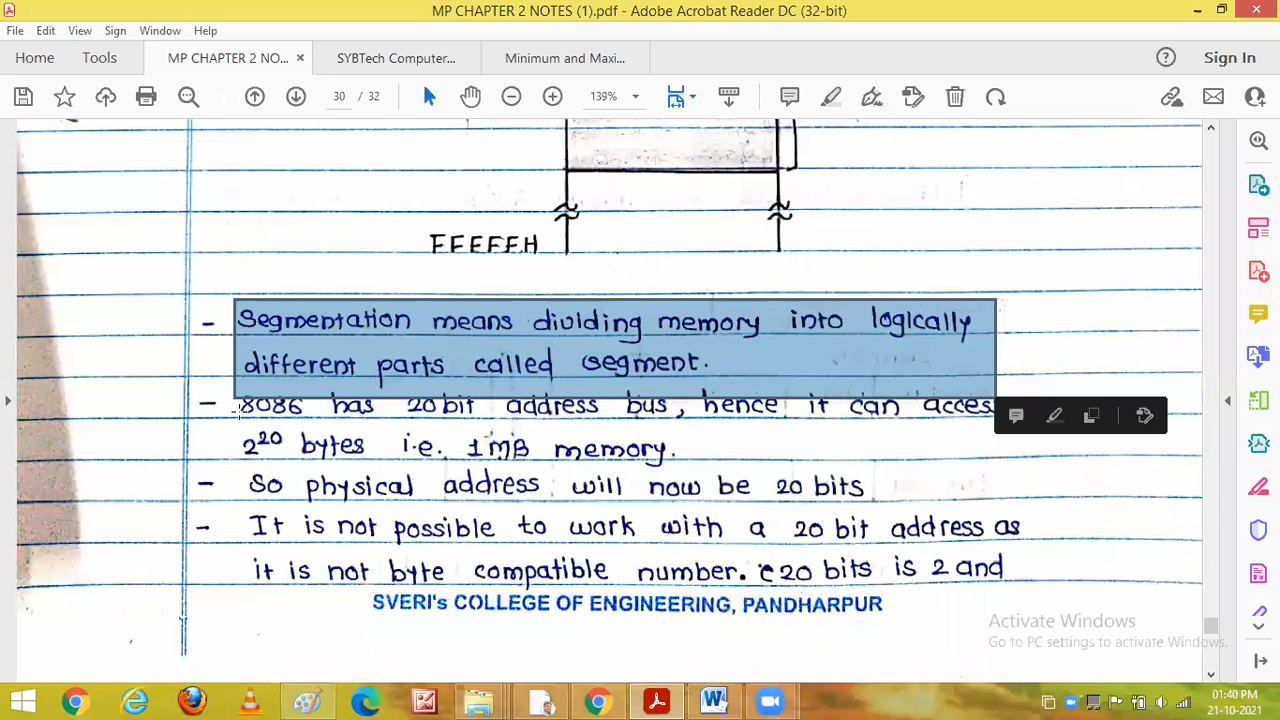 MP CHAPTER 2 NOTES (1).pdf - Adobe Acrobat Reader DC (32-bit)
File Edit View Sign Window Help
Home Tools MP CHAPTER 2 NO... × SYBTech Computer... Minimum and Maxi... Sign In
30 / 32 139%
FFFFFH
- Segmentation means dividing memory into logically
different parts called segment.
- 8086 has 20 bit address bus, hence it can acces
2²⁰ bytes i.e. 1MB memory.
- So physical address will now be 20 bits
- It is not possible to work with a 20 bit address as
it is not byte compatible number. (20 bits is 2 and
SVERI's COLLEGE OF ENGINEERING, PANDHARPUR
Activate Windows
Go to PC settings to activate Windows.
01:40 PM
21-10-2021